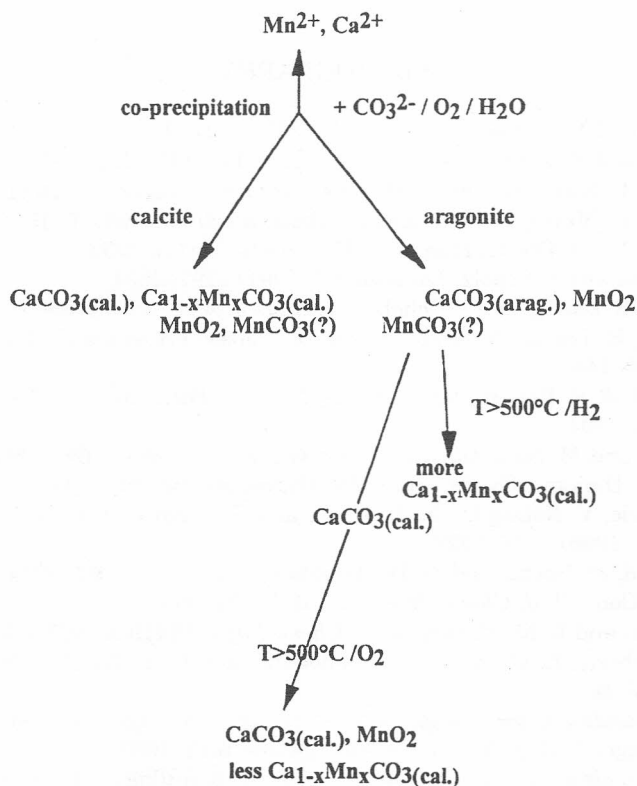 Mn²⁺, Ca²⁺
co-precipitation + CO₃²⁻ / O₂ / H₂O
calcite aragonite
CaCO₃(cal.), Ca₁₋ₓMnₓCO₃(cal.) CaCO₃(arag.), MnO₂
MnO₂, MnCO₃(?) MnCO₃(?)
T>500°C /H₂
more
Ca₁₋ₓMnₓCO₃(cal.)
CaCO₃(cal.)
T>500°C /O₂
CaCO₃(cal.), MnO₂
less Ca₁₋ₓMnₓCO₃(cal.)